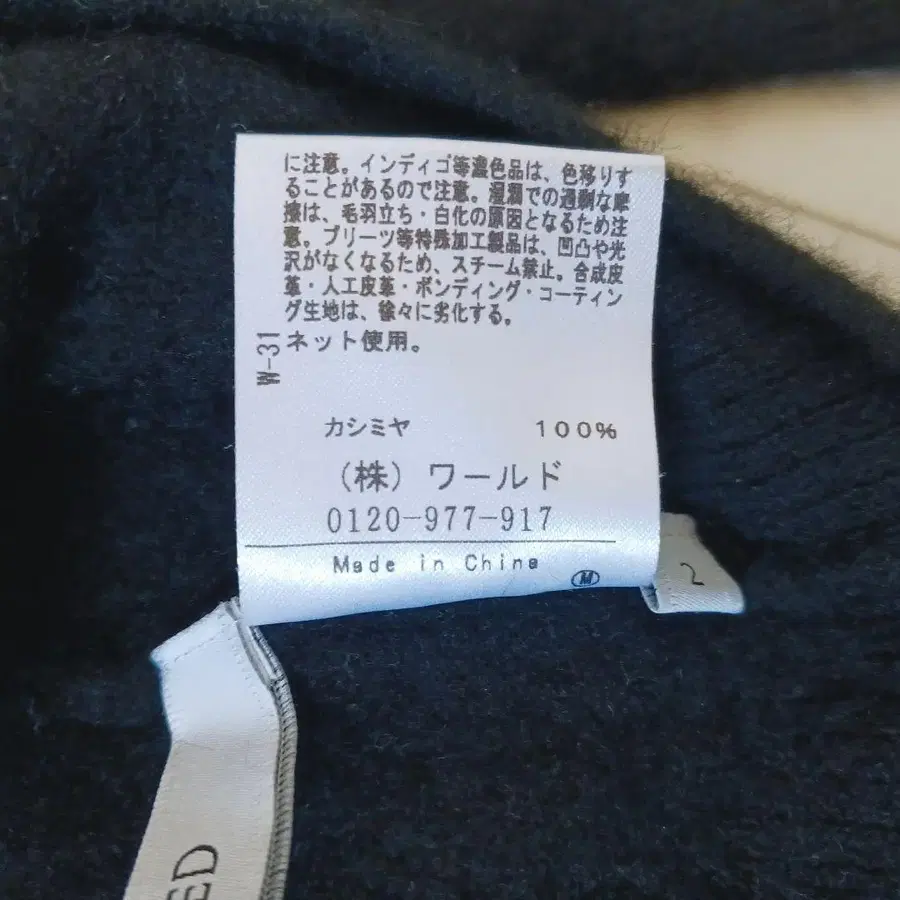 に注意。インディゴ等濃色品は、色移りす
ることがあるので注意。湿潤での過剰な摩
擦は、毛羽立ち・白化の原因となるため注
意。プリーツ等特殊加工製品は、凹凸や光
沢がなくなるため、スチーム禁止。合成皮
革・人工皮革・ボンディング・コーティン
グ生地は、徐々に劣化する。
ネット使用。
W-31
カシミヤ 100%
(株) ワールド
0120-977-917
Made in China
M
2
ED